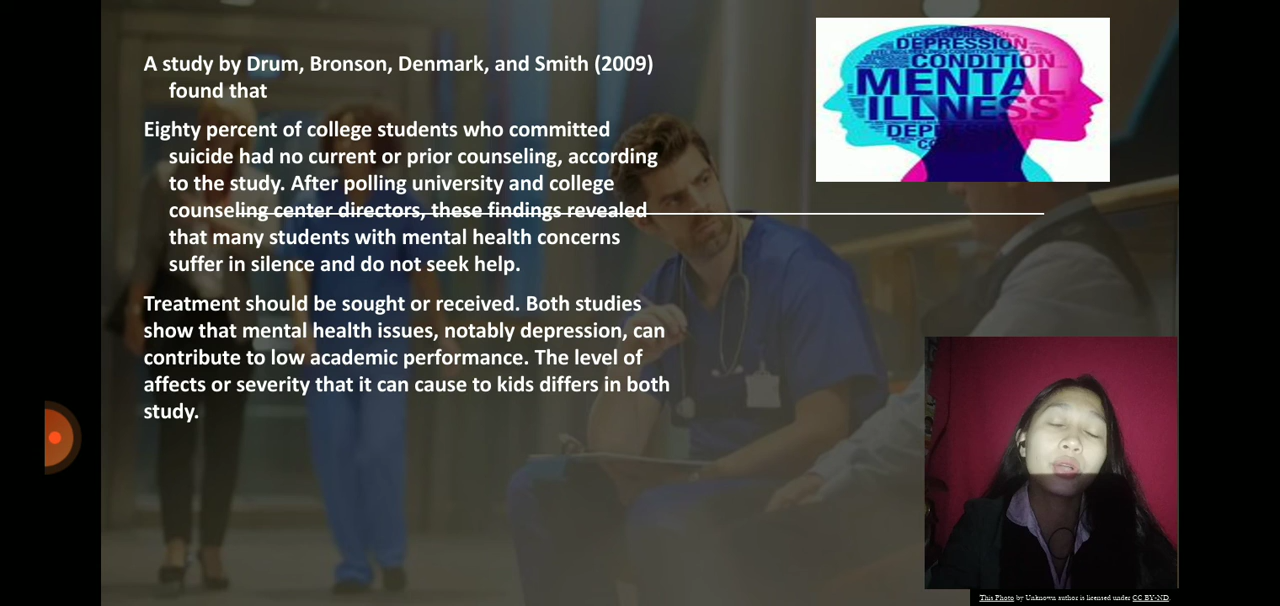 A study by Drum, Bronson, Denmark, and Smith (2009)
found that
Eighty percent of college students who committed
suicide had no current or prior counseling, according
to the study. After polling university and college
counseling center directors, these findings revealed
that many students with mental health concerns
suffer in silence and do not seek help.
Treatment should be sought or received. Both studies
show that mental health issues, notably depression, can
contribute to low academic performance. The level of
affects or severity that it can cause to kids differs in both
study.
DEPRESSION
CONDITION
MENTAL
ILLNESS
This Photo by Unknown author is licensed under CC BY-ND.